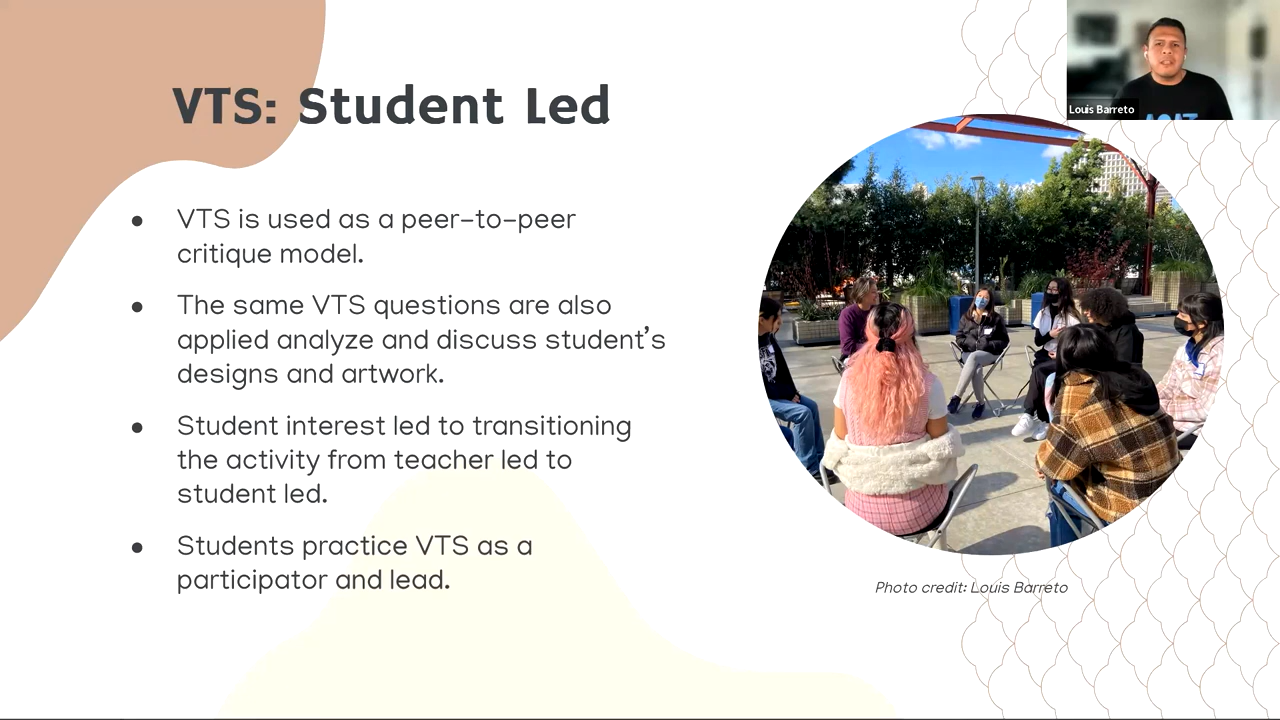 VTS: Student Led
Louis Barreto
● VTS is used as a peer-to-peer
critique model.
● The same VTS questions are also
applied analyze and discuss student's
designs and artwork.
● Student interest led to transitioning
the activity from teacher led to
student led.
● Students practice VTS as a
participator and lead.
Photo credit: Louis Barreto